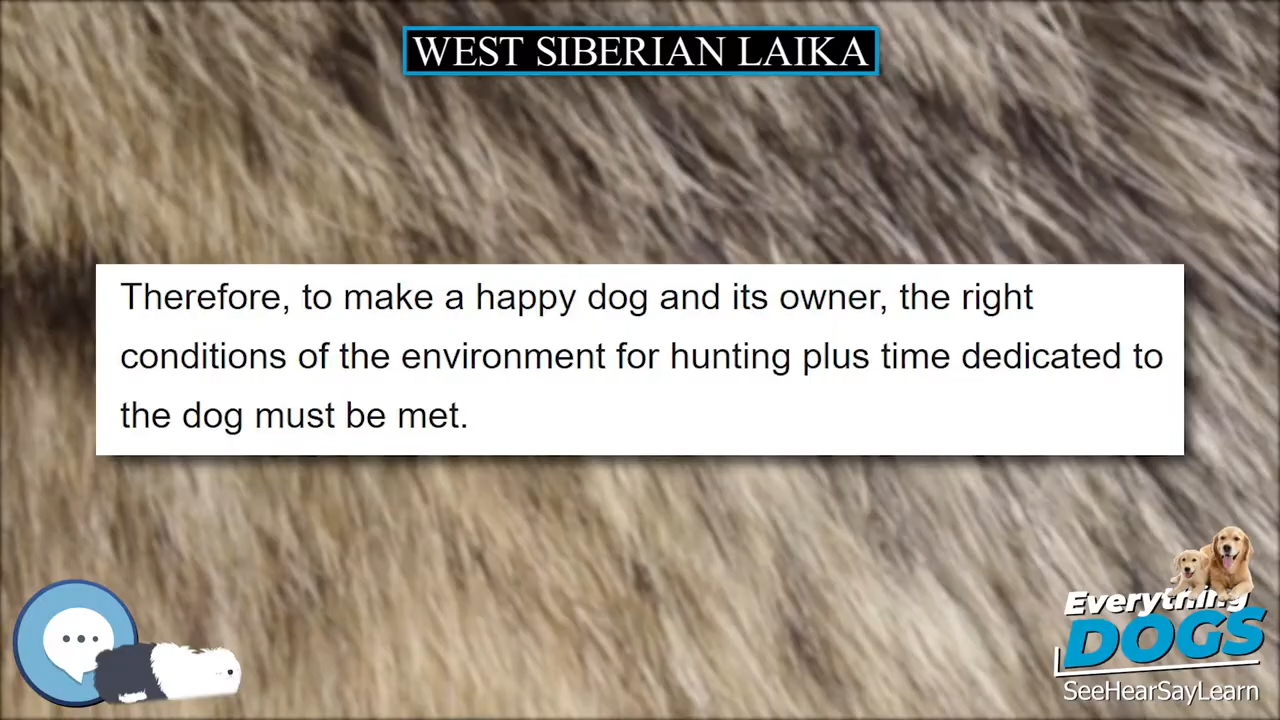 WEST SIBERIAN LAIKA
Therefore, to make a happy dog and its owner, the right
conditions of the environment for hunting plus time dedicated to
the dog must be met.
Everything
DOGS
SeeHearSayLearn